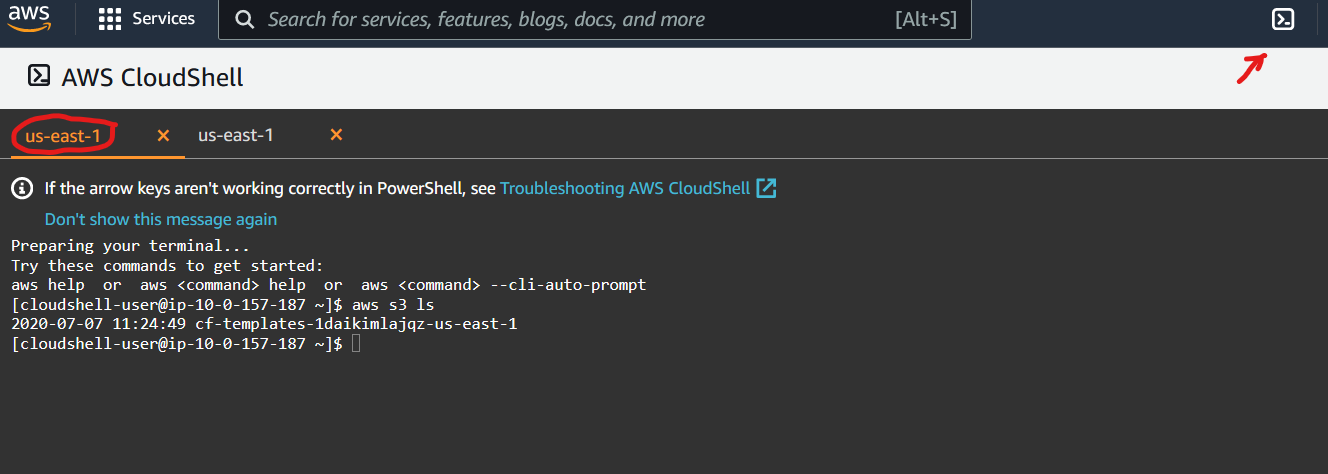 aws Services Search for services, features, blogs, docs, and more [Alt+S]
AWS CloudShell
us-east-1 × us-east-1 ×
If the arrow keys aren't working correctly in PowerShell, see Troubleshooting AWS CloudShell
Don't show this message again
Preparing your terminal...
Try these commands to get started:
aws help  or  aws <command> help  or  aws <command> --cli-auto-prompt
[cloudshell-user@ip-10-0-157-187 ~]$ aws s3 ls
2020-07-07 11:24:49 cf-templates-1daikimlajqz-us-east-1
[cloudshell-user@ip-10-0-157-187 ~]$